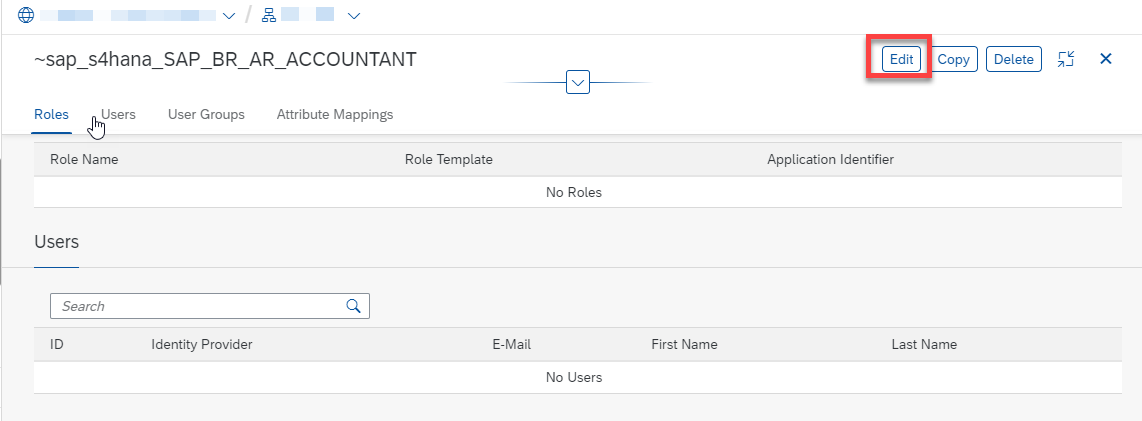 ~sap_s4hana_SAP_BR_AR_ACCOUNTANT Edit Copy Delete
Roles Users User Groups Attribute Mappings
Role Name Role Template Application Identifier
No Roles
Users
Search
ID Identity Provider E-Mail First Name Last Name
No Users